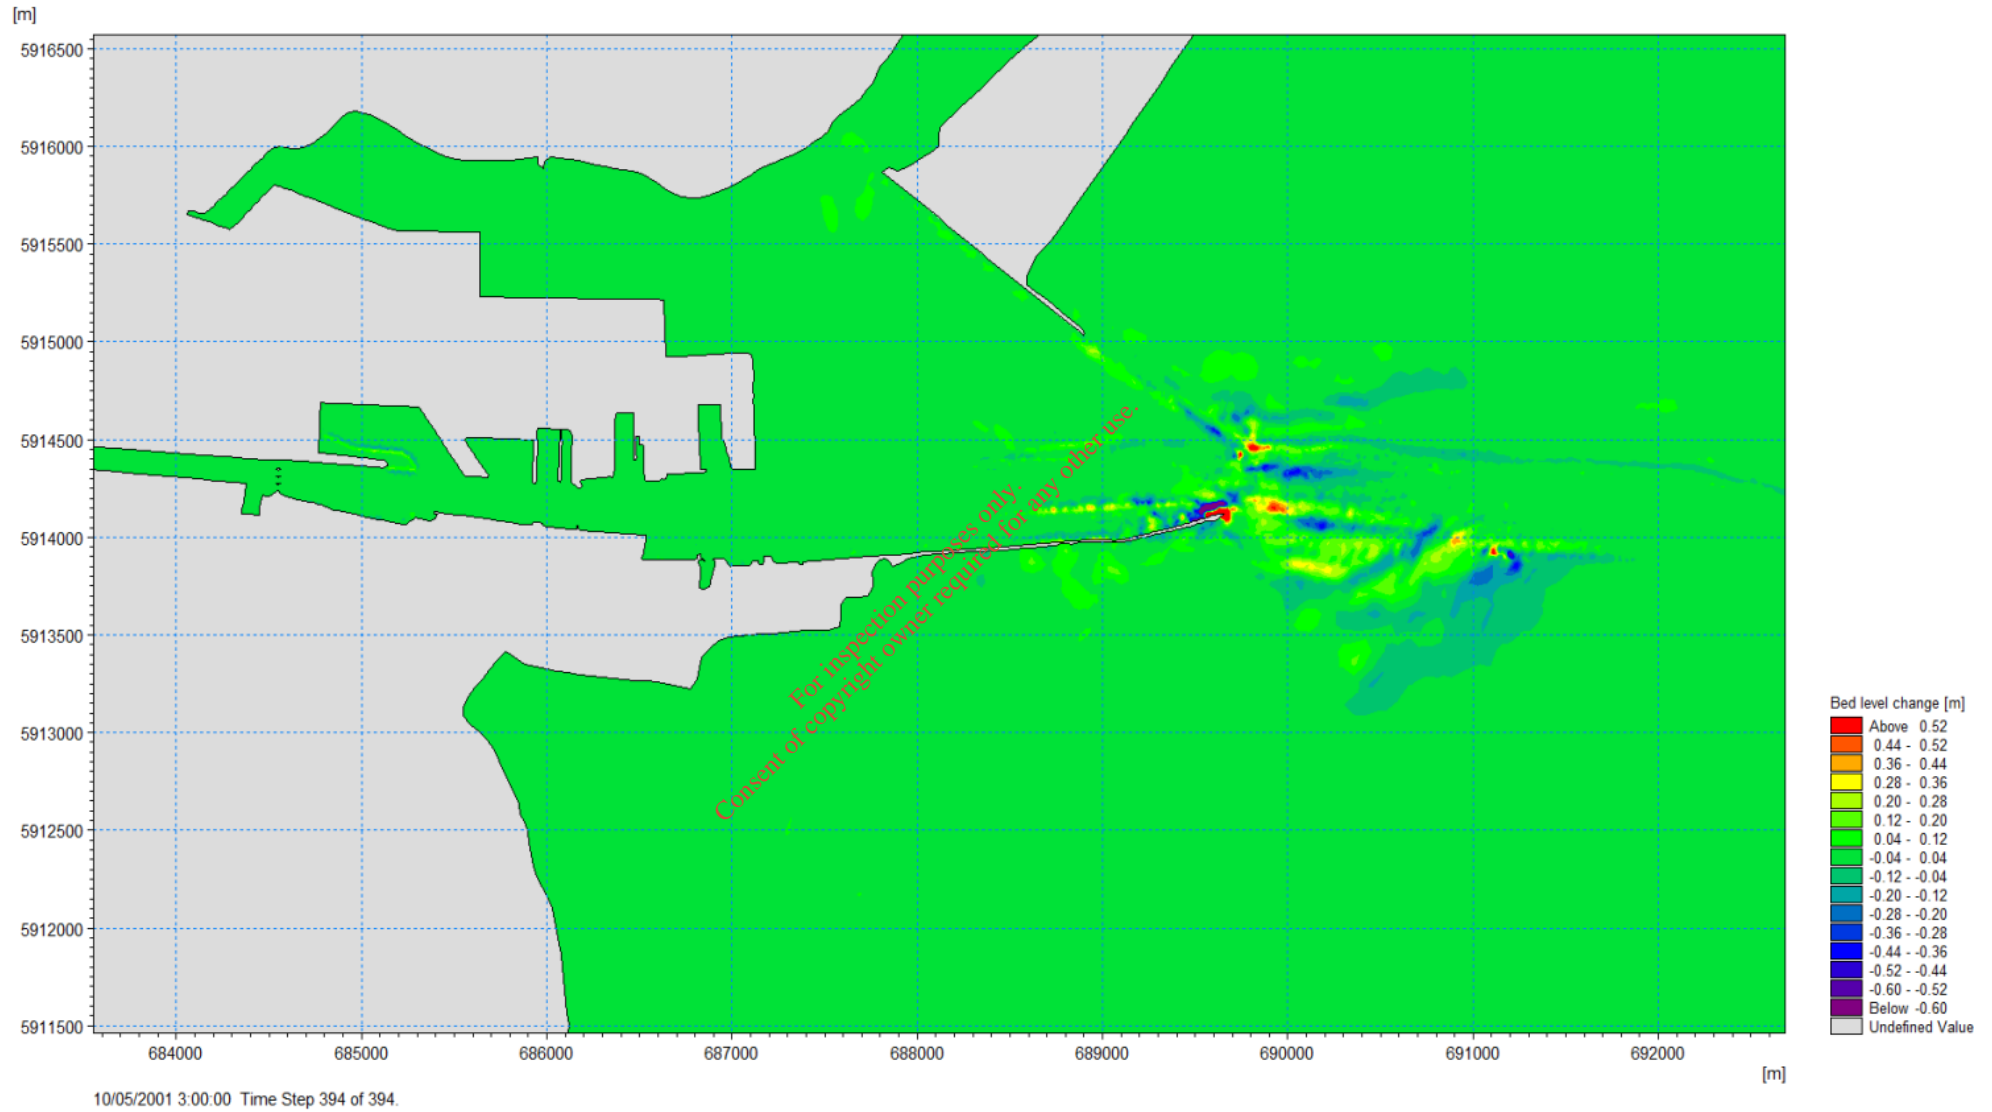 [m]
5916500
5916000
5915500
5915000
5914500
5914000
5913500
5913000
5912500
5912000
5911500
684000 685000 686000 687000 688000 689000 690000 691000 692000
[m]
For inspection purposes only.
Consent of copyright owner required for any other use.
Bed level change [m]
Above 0.52
0.44 - 0.52
0.36 - 0.44
0.28 - 0.36
0.20 - 0.28
0.12 - 0.20
0.04 - 0.12
-0.04 - 0.04
-0.12 - -0.04
-0.20 - -0.12
-0.28 - -0.20
-0.36 - -0.28
-0.44 - -0.36
-0.52 - -0.44
-0.60 - -0.52
Below -0.60
Undefined Value
10/05/2001 3:00:00 Time Step 394 of 394.